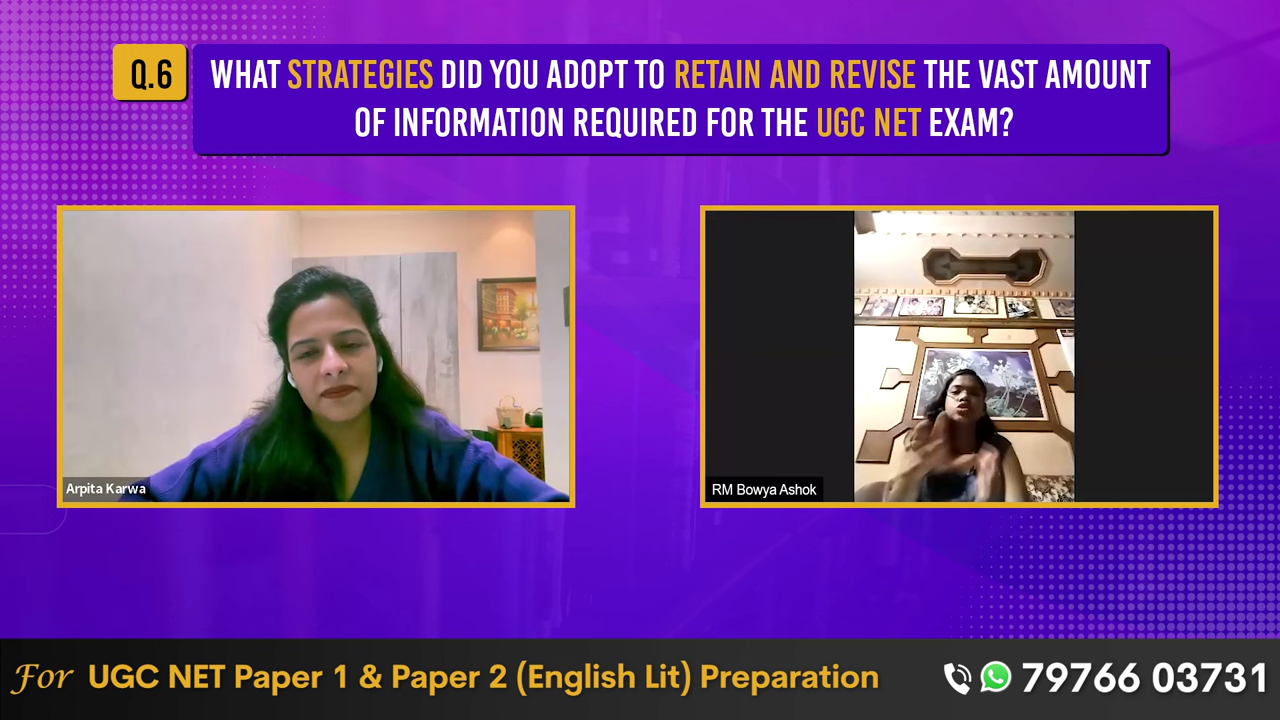 Q.6
WHAT STRATEGIES DID YOU ADOPT TO RETAIN AND REVISE THE VAST AMOUNT
OF INFORMATION REQUIRED FOR THE UGC NET EXAM?
Arpita Karwa
RM Bowya Ashok
For UGC NET Paper 1 & Paper 2 (English Lit) Preparation
79766 03731